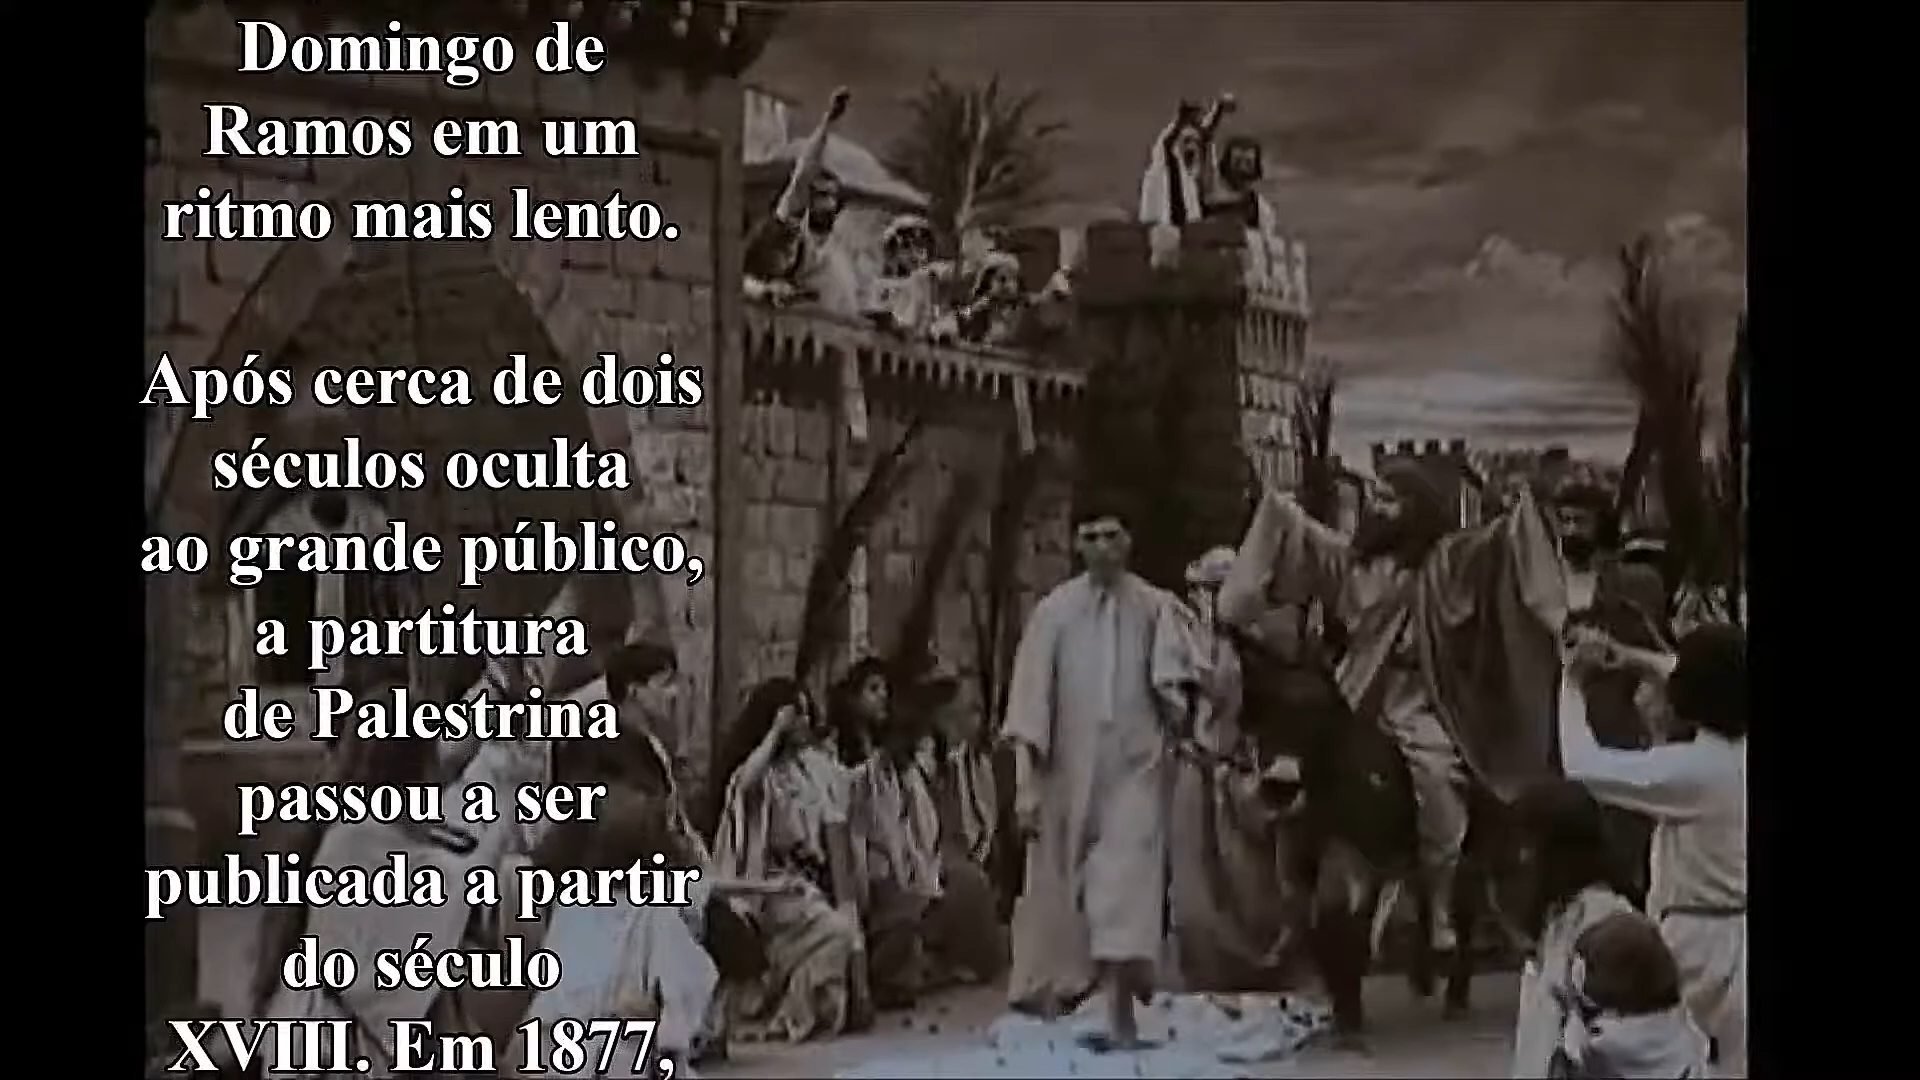 Domingo de
Ramos em um
ritmo mais lento.
Após cerca de dois
séculos oculta
ao grande público,
a partitura
de Palestrina
passou a ser
publicada a partir
do século
XVIII. Em 1877,